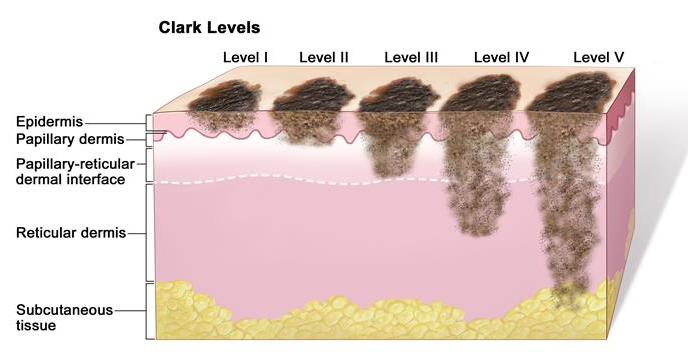 Clark Levels
Level I Level II Level III Level IV Level V
Epidermis
Papillary dermis
Papillary-reticular
dermal interface
Reticular dermis
Subcutaneous
tissue